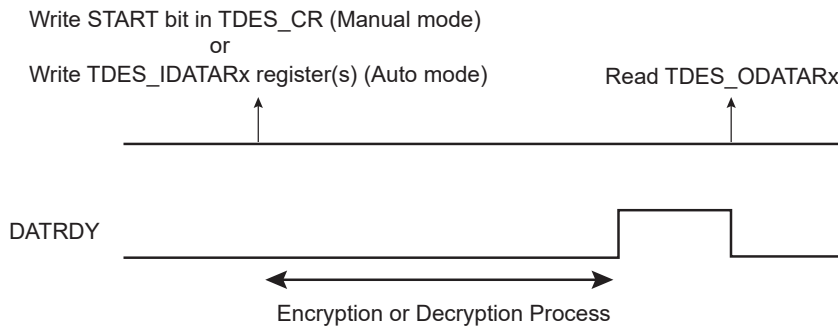 Write START bit in TDES_CR (Manual mode)
or
Write TDES_IDATARx register(s) (Auto mode)
Read TDES_ODATARx
DATRDY
Encryption or Decryption Process